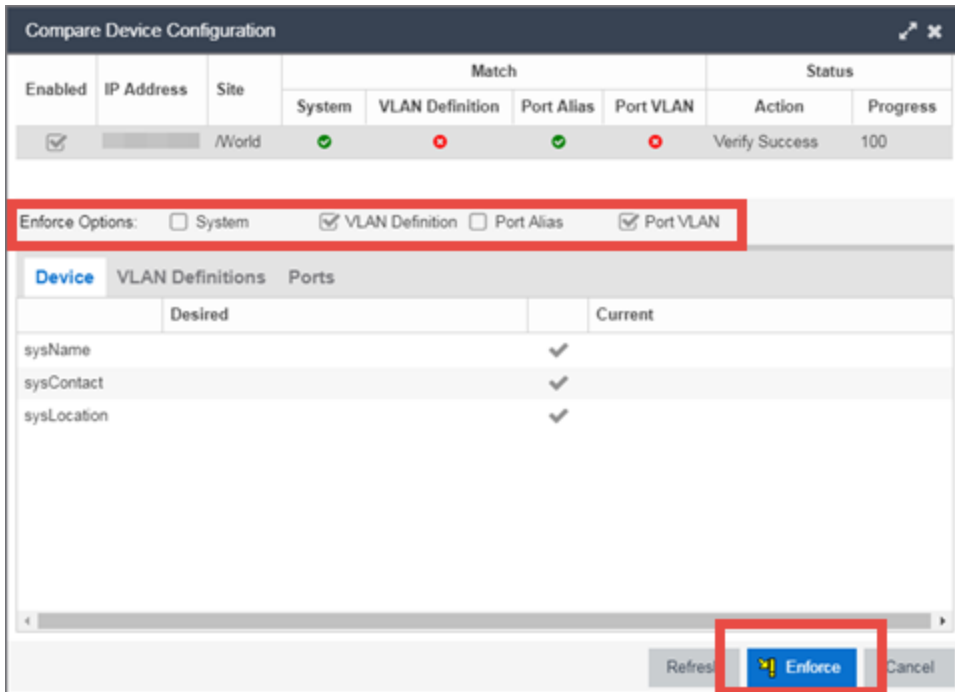 Compare Device Configuration
Match Status
Enabled IP Address Site
System VLAN Definition Port Alias Port VLAN Action Progress
/World Verify Success 100
Enforce Options: System VLAN Definition Port Alias Port VLAN
Device VLAN Definitions Ports
Desired Current
sysName
sysContact
sysLocation
Refresh Enforce Cancel